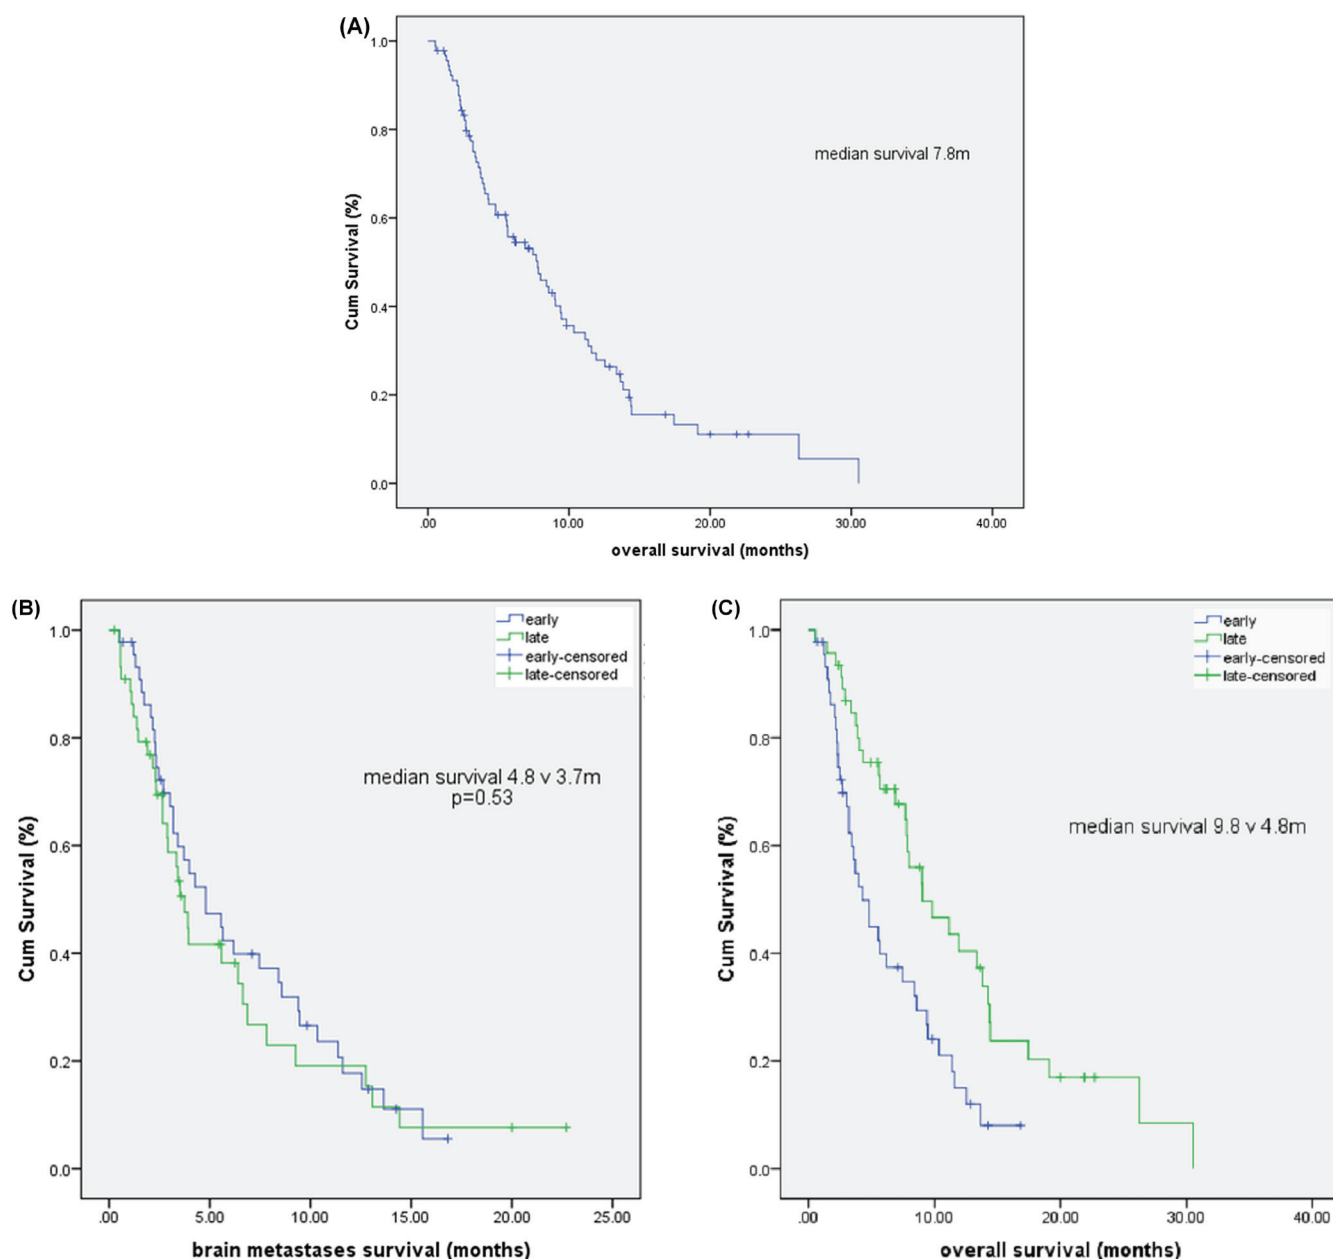 (A)
1.0
0.8
0.6
0.4
0.2
0.0
Cum Survival (%)
median survival 7.8m
.00 10.00 20.00 30.00 40.00
overall survival (months)
(B)
1.0
0.8
0.6
0.4
0.2
0.0
Cum Survival (%)
early
late
early-censored
late-censored
median survival 4.8 v 3.7m
p=0.53
.00 5.00 10.00 15.00 20.00 25.00
brain metastases survival (months)
(C)
1.0
0.8
0.6
0.4
0.2
0.0
Cum Survival (%)
early
late
early-censored
late-censored
median survival 9.8 v 4.8m
.00 10.00 20.00 30.00 40.00
overall survival (months)